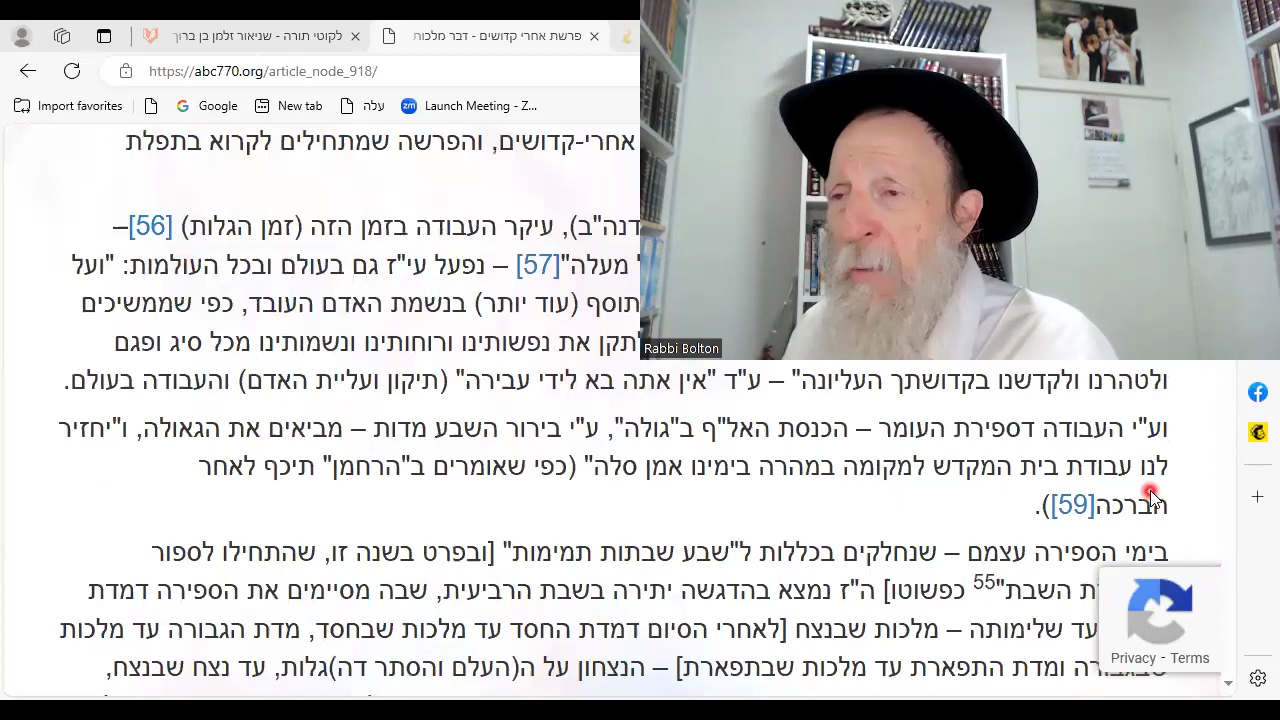 לקוטי תורה - שניאור זלמן בן ברוך
פרשת אחרי קדושים - דבר מלכות
https://abc770.org/article_node_918/
Import favorites
Google
New tab
עלה
Launch Meeting - Z...
אחרי-קדושים, והפרשה שמתחילים לקרוא בתפלת
דנה"ב), עיקר העבודה בזמן הזה (זמן הגלות) [56]–
מעלה"[57] – נפעל עי"ז גם בעולם ובכל העולמות: "ועל
תוסף (עוד יותר) בנשמת האדם העובד, כפי שממשיכים
לתקן את נפשותינו ורוחותינו ונשמותינו מכל סיג ופגם
ולטהרנו ולקדשנו בקדושתך העליונה" – ע"ד "אין אתה בא לידי עבירה" (תיקון ועליית האדם) והעבודה בעולם.
וע"י העבודה דספירת העומר – הכנסת האל"ף ב"גולה", ע"י בירור השבע מדות – מביאים את הגאולה, ו"יחזיר
לנו עבודת בית המקדש למקומה במהרה בימינו אמן סלה" (כפי שאומרים ב"הרחמן" תיכף לאחר
הברכה[59]).
בימי הספירה עצמם – שנחלקים בכללות ל"שבע שבתות תמימות" [ובפרט בשנה זו, שהתחילו לספור
השבת"55 כפשוטו] ה"ז נמצא בהדגשה יתירה בשבת הרביעית, שבה מסיימים את הספירה דמדת
עד שלימותה – מלכות שבנצח [לאחרי הסיום דמדת החסד עד מלכות שבחסד, מדת הגבורה עד מלכות
שבגבורה ומדת התפארת עד מלכות שבתפארת] – הנצחון על ה(העלם והסתר דה)גלות, עד נצח שבנצח,
Rabbi Bolton
Privacy - Terms